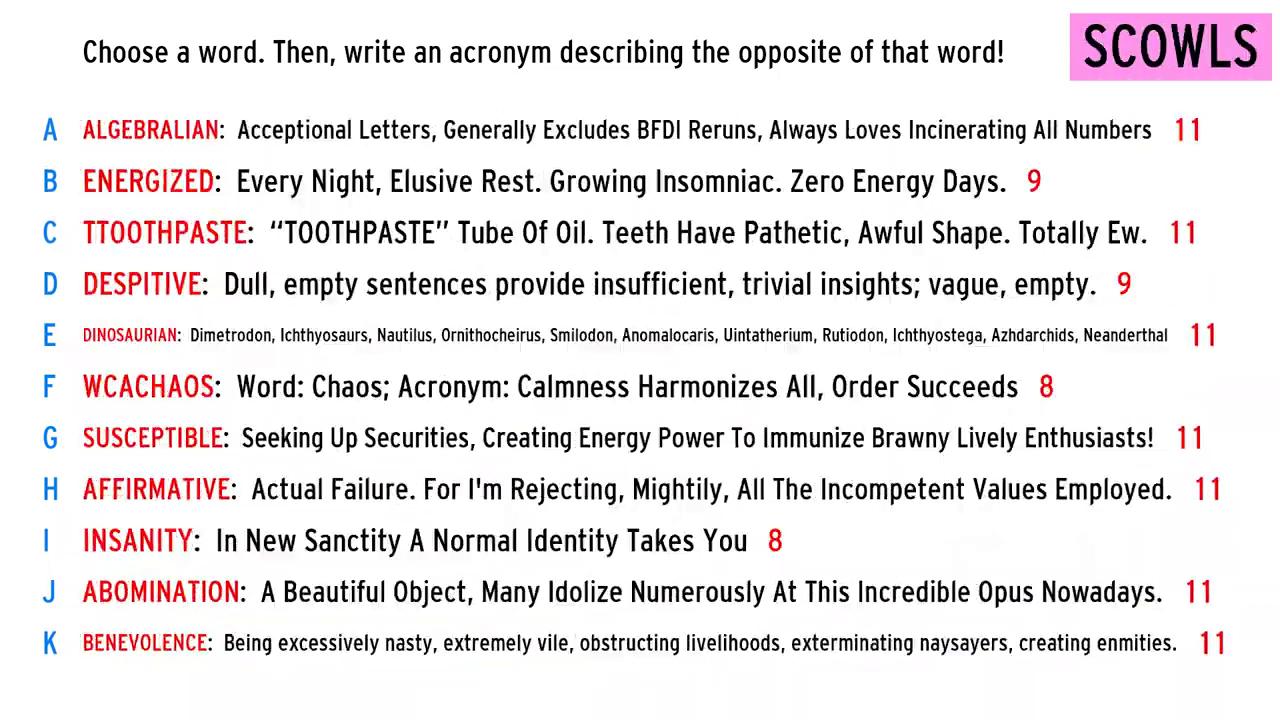 Choose a word. Then, write an acronym describing the opposite of that word!
SCOWLS
A ALGEBRALIAN: Acceptional Letters, Generally Excludes BFDI Reruns, Always Loves Incinerating All Numbers 11
B ENERGIZED: Every Night, Elusive Rest. Growing Insomniac. Zero Energy Days. 9
C TTOOTHPASTE: “TOOTHPASTE” Tube Of Oil. Teeth Have Pathetic, Awful Shape. Totally Ew. 11
D DESPITIVE: Dull, empty sentences provide insufficient, trivial insights; vague, empty. 9
E DINOSAURIAN: Dimetrodon, Ichthyosaurs, Nautilus, Ornithocheirus, Smilodon, Anomalocaris, Uintatherium, Rutiodon, Ichthyostega, Azhdarchids, Neanderthal 11
F WCACHAOS: Word: Chaos; Acronym: Calmness Harmonizes All, Order Succeeds 8
G SUSCEPTIBLE: Seeking Up Securities, Creating Energy Power To Immunize Brawny Lively Enthusiasts! 11
H AFFIRMATIVE: Actual Failure. For I'm Rejecting, Mightily, All The Incompetent Values Employed. 11
I INSANITY: In New Sanctity A Normal Identity Takes You 8
J ABOMINATION: A Beautiful Object, Many Idolize Numerously At This Incredible Opus Nowadays. 11
K BENEVOLENCE: Being excessively nasty, extremely vile, obstructing livelihoods, exterminating naysayers, creating enmities. 11